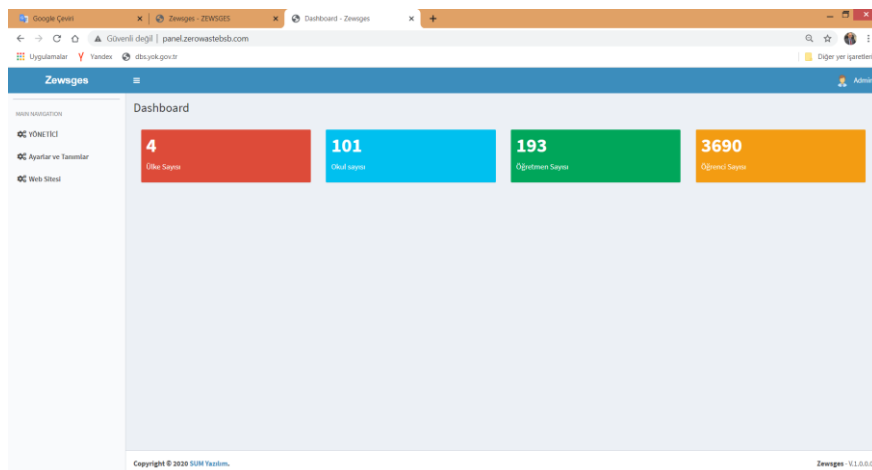 Google Çeviri
Zewsges - ZEWSGES
Dashboard - Zewsges
Güvenli değil | panel.zerowastebsb.com
Uygulamalar
Yandex
dbs.yok.gov.tr
Diğer yer işaretleri
Zewsges
Admin
MAIN NAVIGATION
YÖNETİCİ
Ayarlar ve Tanımlar
Web Sitesi
Dashboard
4
Ülke Sayısı
101
Okul sayısı
193
Öğretmen Sayısı
3690
Öğrenci Sayısı
Copyright © 2020 SUM Yazılım.
Zewsges - V.1.0.0.0